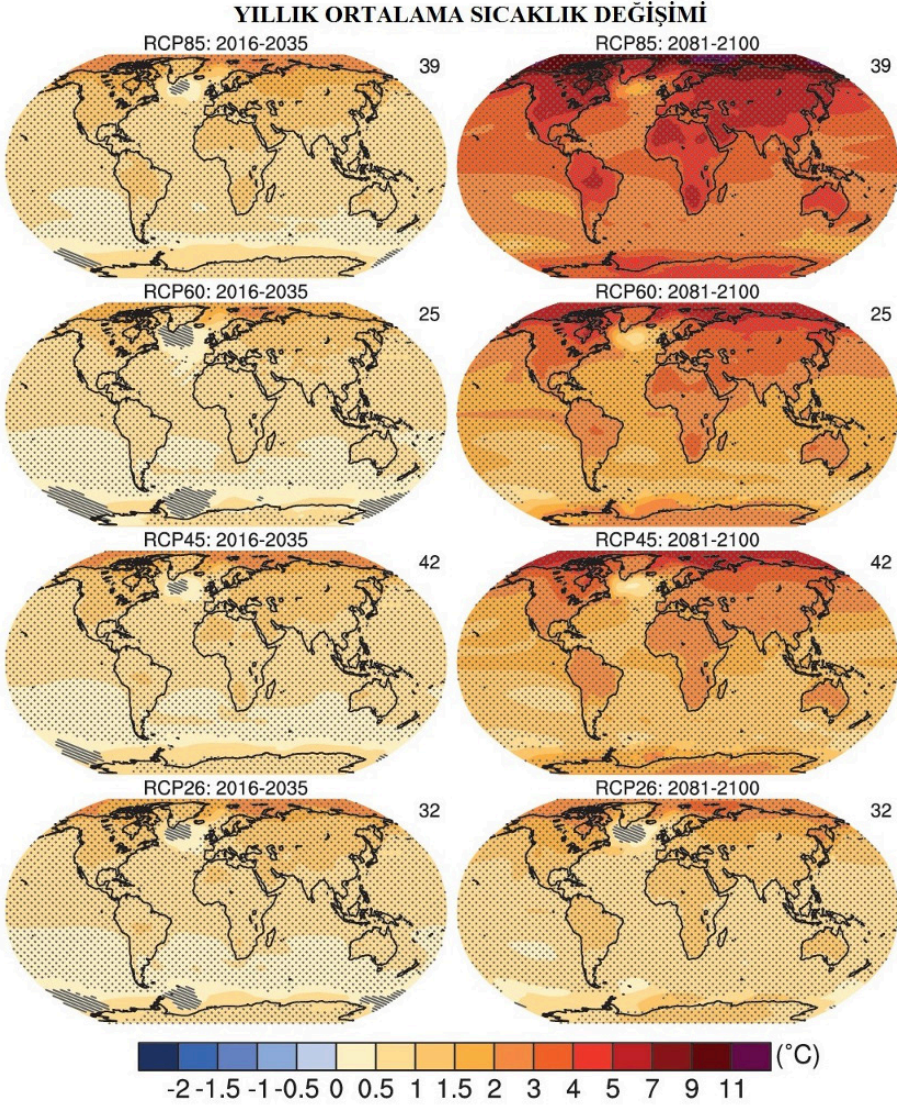 YILLIK ORTALAMA SICAKLIK DEĞİŞİMİ
RCP85: 2016-2035
39
RCP85: 2081-2100
39
RCP60: 2016-2035
25
RCP60: 2081-2100
25
RCP45: 2016-2035
42
RCP45: 2081-2100
42
RCP26: 2016-2035
32
RCP26: 2081-2100
32
-2 -1.5 -1 -0.5 0 0.5 1 1.5 2 3 4 5 7 9 11 (°C)